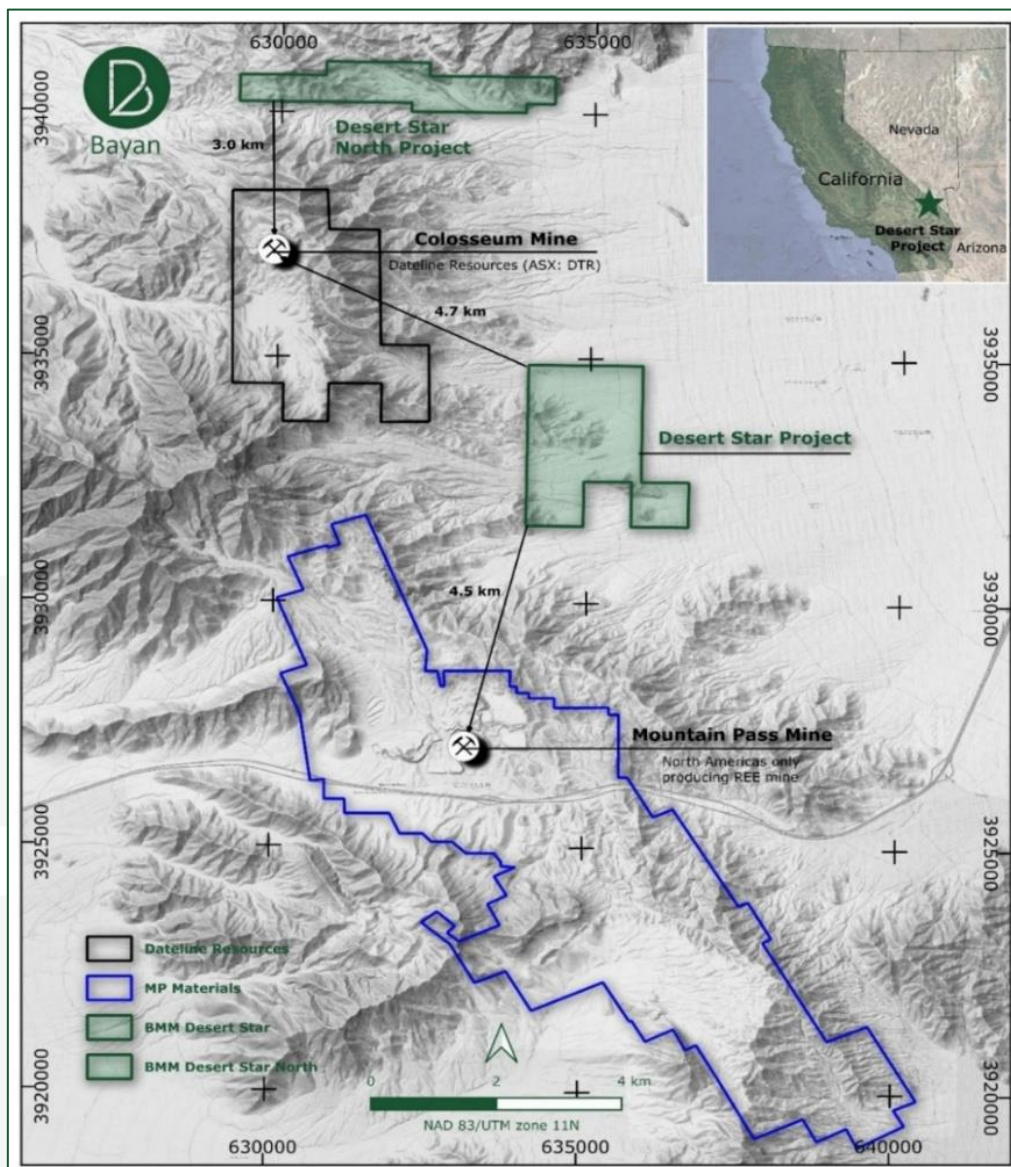 630000
635000
Bayan
3940000
Desert Star
North Project
3.0 km
Nevada
California
Desert Star
Project
Arizona
Colosseum Mine
Dateline Resources (ASX: DTR)
4.7 km
3935000
3935000
Desert Star Project
4.5 km
3930000
3930000
Mountain Pass Mine
North Americas only
producing REE mine
3925000
3925000
Dateline Resources
MP Materials
BMM Desert Star
BMM Desert Star North
3920000
3920000
0
2
4 km
NAD 83/UTM zone 11N
630000
635000
640000